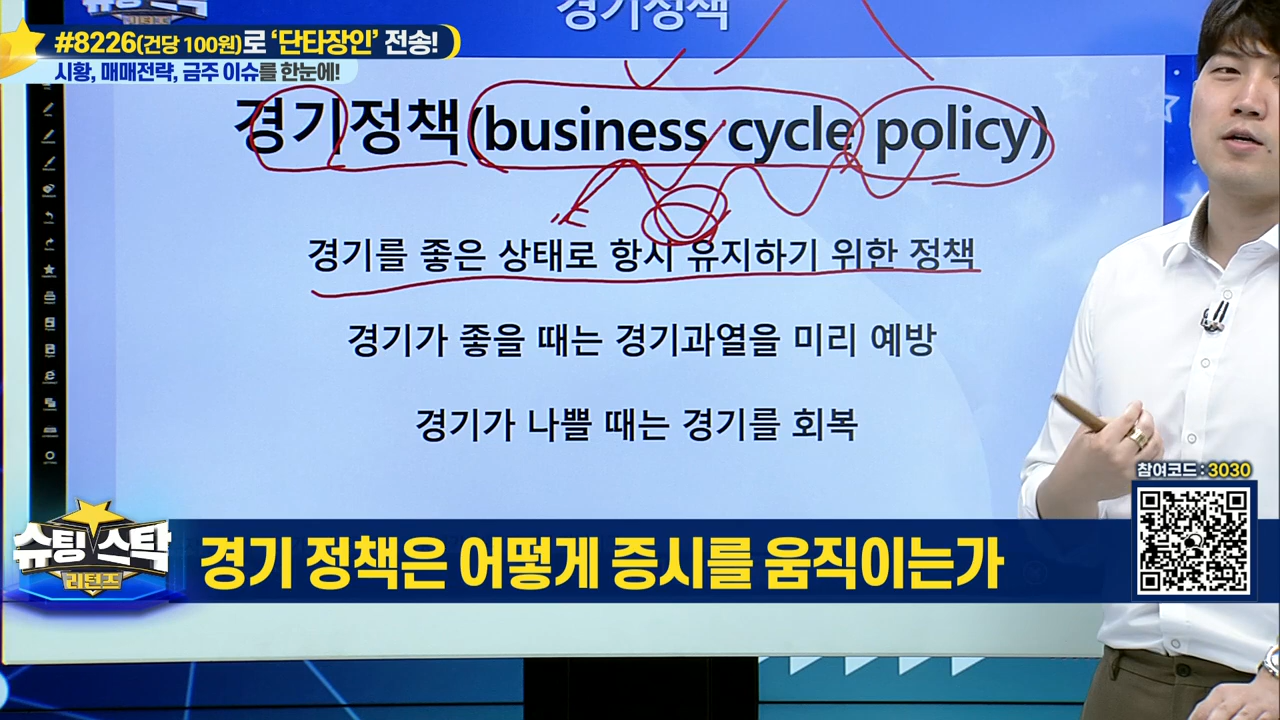 경기정책
#8226(건당 100원)로 ‘단타장인’ 전송!
시황, 매매전략, 금주 이슈를 한눈에!
경기정책(business cycle policy)
경기를 좋은 상태로 항시 유지하기 위한 정책
경기가 좋을 때는 경기과열을 미리 예방
경기가 나쁠 때는 경기를 회복
참여코드 : 3030
슈팅스탁
리턴즈
경기 정책은 어떻게 증시를 움직이는가